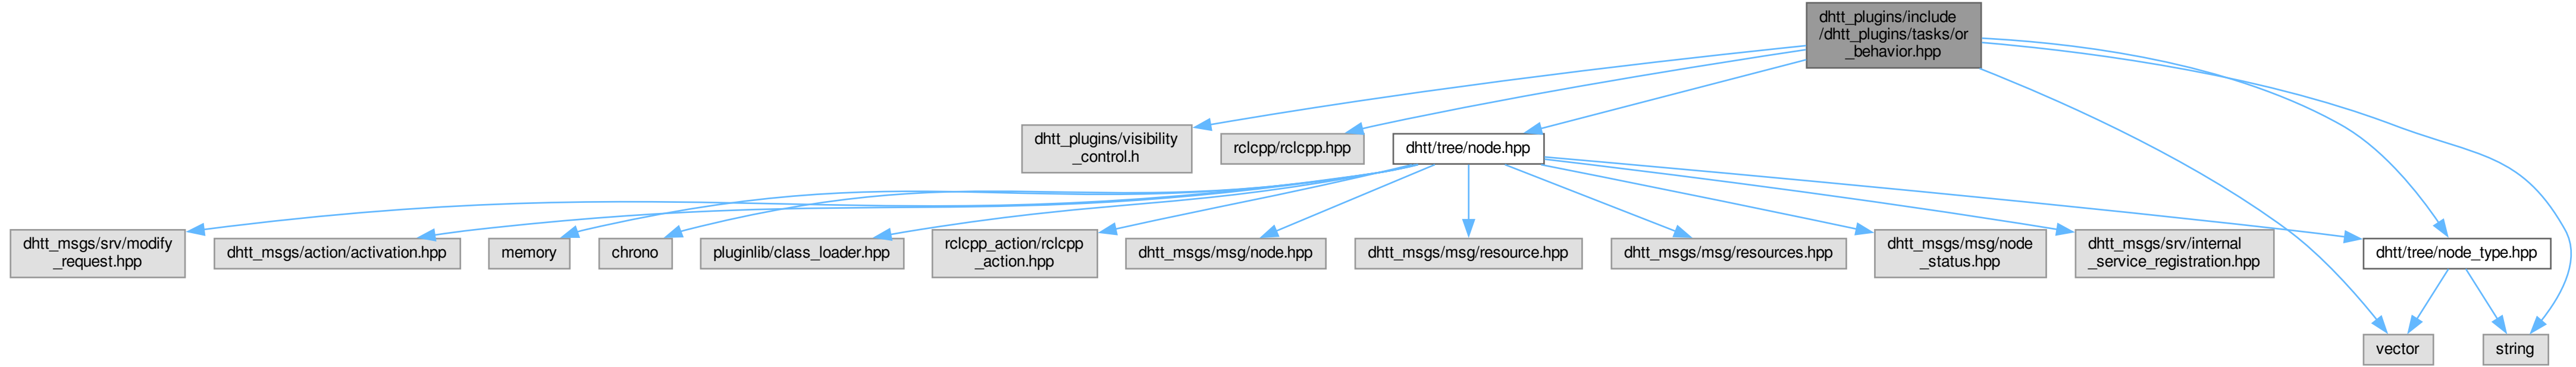 dhtt_plugins/include
/dhtt_plugins/tasks/or
_behavior.hpp
dhtt_plugins/visibility
_control.h
rclcpp/rclcpp.hpp
dhtt/tree/node.hpp
dhtt_msgs/srv/modify
_request.hpp
dhtt_msgs/action/activation.hpp
memory
chrono
pluginlib/class_loader.hpp
rclcpp_action/rclcpp
_action.hpp
dhtt_msgs/msg/node.hpp
dhtt_msgs/msg/resource.hpp
dhtt_msgs/msg/resources.hpp
dhtt_msgs/msg/node
_status.hpp
dhtt_msgs/srv/internal
_service_registration.hpp
dhtt/tree/node_type.hpp
vector
string